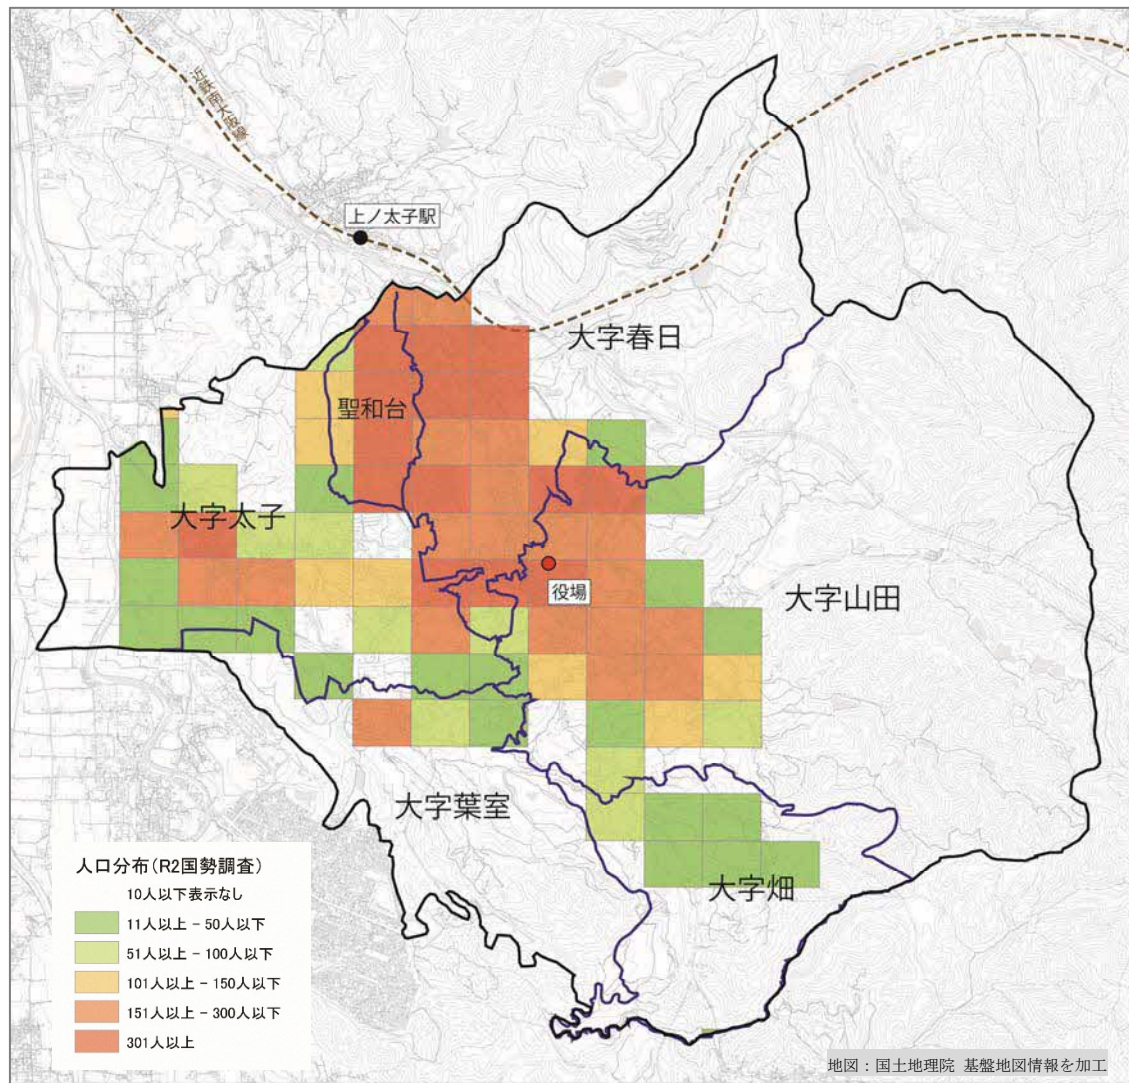 近鉄南大阪線
上ノ太子駅
大字春日
聖和台
大字太子
役場
大字山田
大字葉室
大字畑
人口分布(R2国勢調査)
10人以下表示なし
11人以上 - 50人以下
51人以上 - 100人以下
101人以上 - 150人以下
151人以上 - 300人以下
301人以上
地図：国土地理院 基盤地図情報を加工